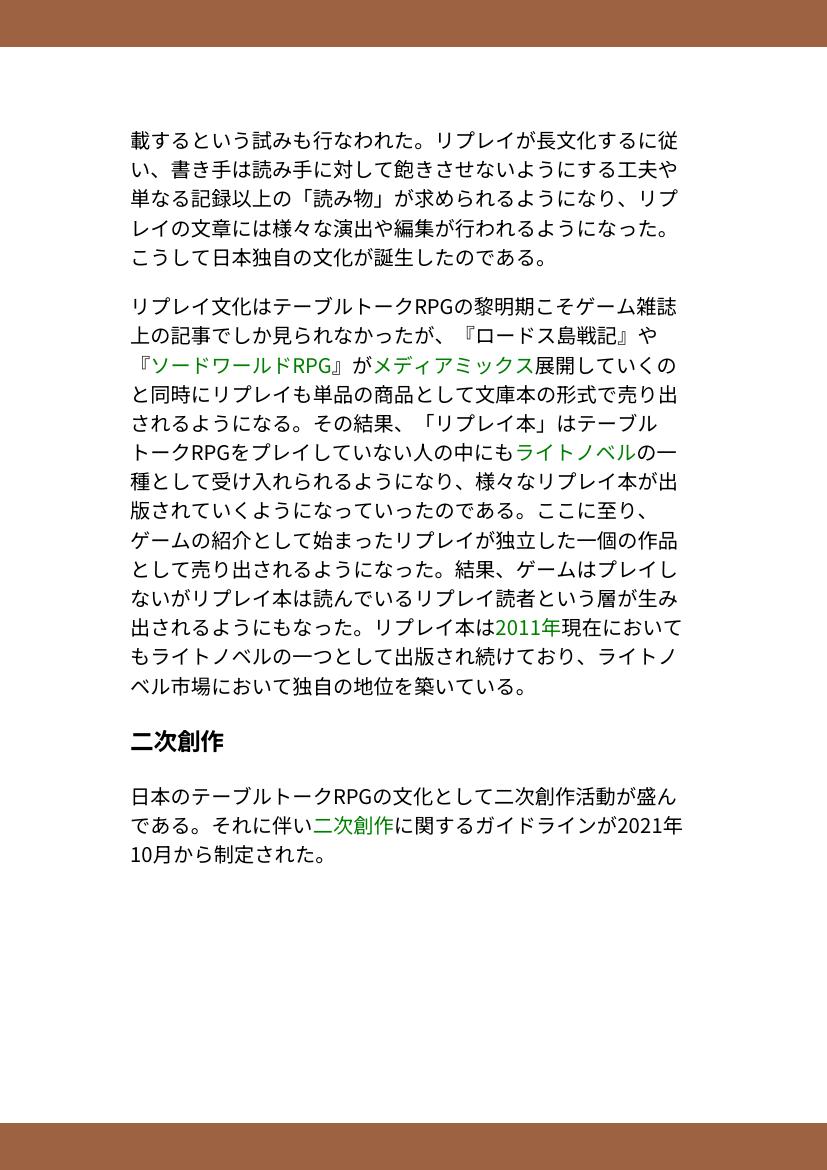 載するという試みも行なわれた。リプレイが長文化するに従
い、書き手は読み手に対して飽きさせないようにする工夫や
単なる記録以上の「読み物」が求められるようになり、リプ
レイの文章には様々な演出や編集が行われるようになった。
こうして日本独自の文化が誕生したのである。
リプレイ文化はテーブルトークRPGの黎明期こそゲーム雑誌
上の記事でしか見られなかったが、『ロードス島戦記』や
『ソードワールドRPG』がメディアミックス展開していくの
と同時にリプレイも単品の商品として文庫本の形式で売り出
されるようになる。その結果、「リプレイ本」はテーブル
トークRPGをプレイしていない人の中にもライトノベルの一
種として受け入れられるようになり、様々なリプレイ本が出
版されていくようになっていったのである。ここに至り、
ゲームの紹介として始まったリプレイが独立した一個の作品
として売り出されるようになった。結果、ゲームはプレイし
ないがリプレイ本は読んでいるリプレイ読者という層が生み
出されるようにもなった。リプレイ本は2011年現在において
もライトノベルの一つとして出版され続けており、ライトノ
ベル市場において独自の地位を築いている。
二次創作
日本のテーブルトークRPGの文化として二次創作活動が盛ん
である。それに伴い二次創作に関するガイドラインが2021年
10月から制定された。